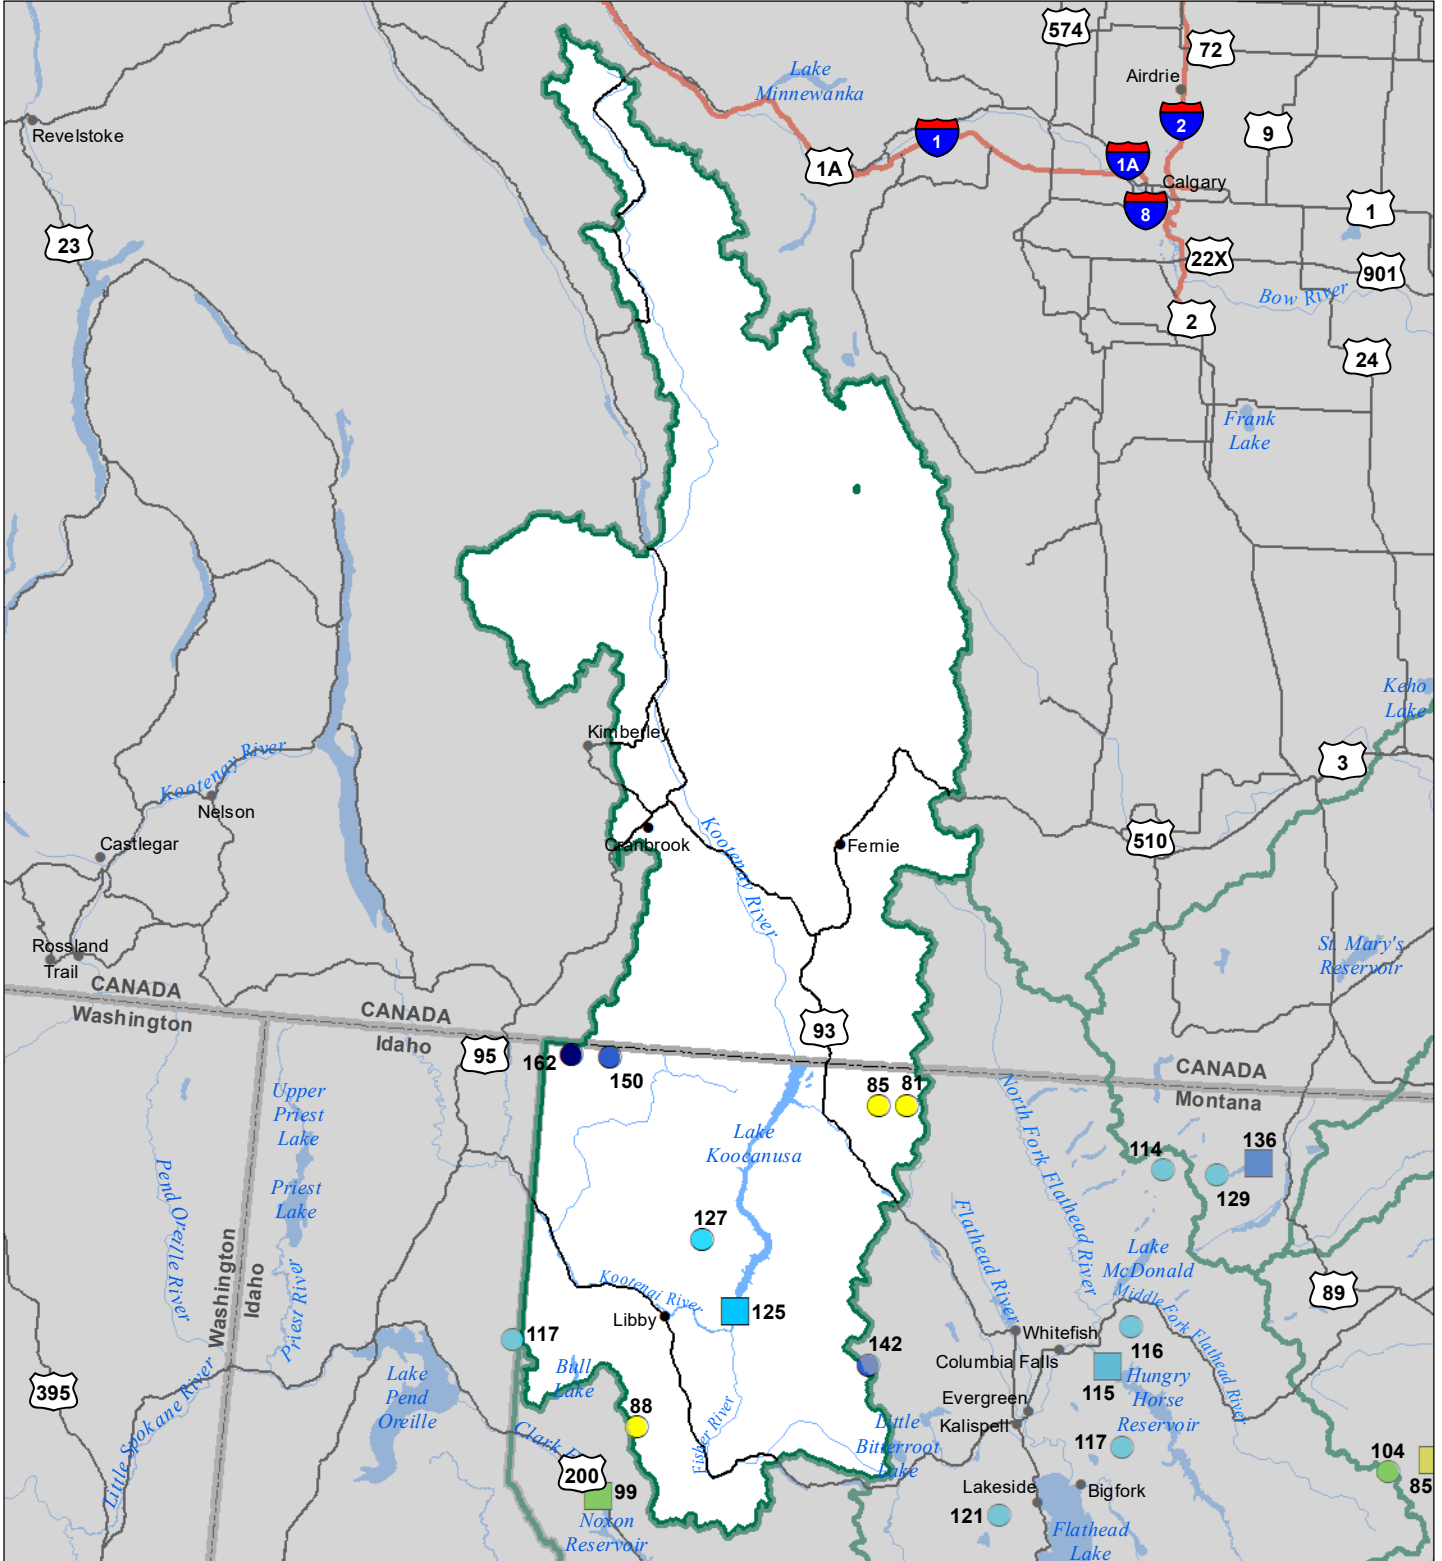 574
72
Airdrie
Lake
Minnewanka
2
9
1
1A
1A
Calgary
Revelstoke
8
1
23
22X
901
Bow River
2
24
Frank
Lake
Keho
Lake
Kimberley
Kootenay River
3
Nelson
Castlegar
Cranbrook
Kootenay River
Fernie
510
Rossland
Trail
St. Mary's
Reservoir
CANADA
Washington
CANADA
Idaho
95
93
162
150
CANADA
Montana
85
81
Upper
Priest
Lake
North Fork Flathead River
Lake
Koocanusa
114
136
129
Pend Oreille River
Priest
Lake
Flathead River
127
Lake
McDonald
Washington
Idaho
Priest River
Kootenai River
Middle Fork Flathead River
89
125
Libby
117
Whitefish
116
Columbia Falls
142
115
Hungry
Horse
Reservoir
395
Little Spokane River
Lake
Pend
Oreille
Bull
Lake
88
Evergreen
Kalispell
Little
Bitterroot
Lake
Fisher River
Clark F
117
104
85
200
99
Noxon
Reservoir
Lakeside
Bigfork
121
Flathead
Lake